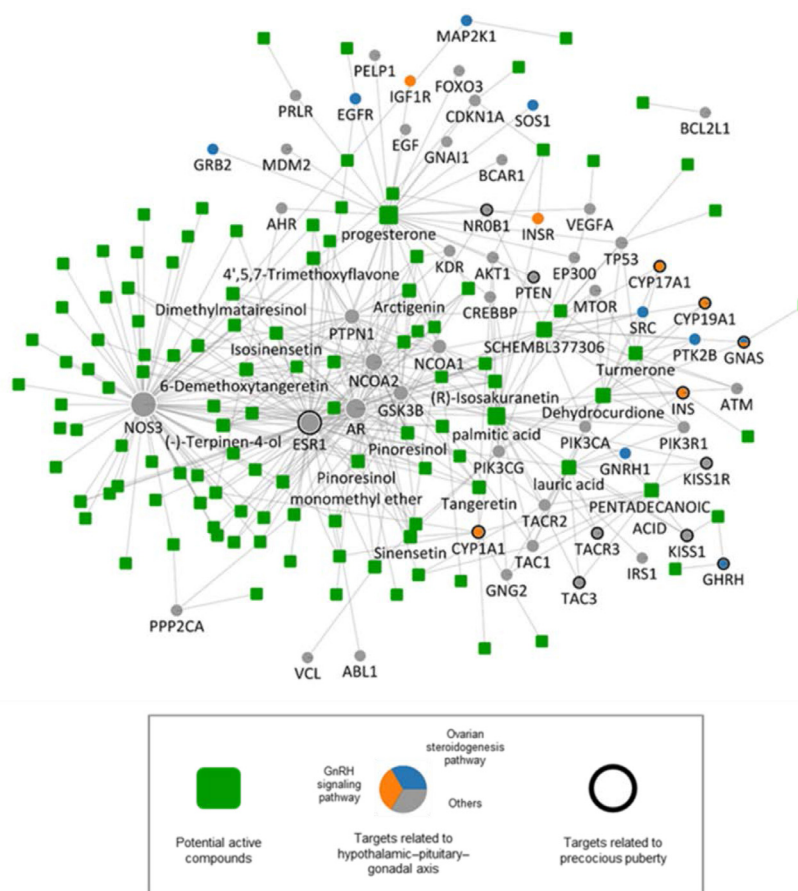 MAP2K1
PELP1
IGF1R
FOXO3
PRLR
EGFR
CDKN1A
SOS1
BCL2L1
EGF
GNAI1
GRB2
MDM2
BCAR1
AHR
progesterone
NR0B1
INSR
VEGFA
TP53
4',5,7-Trimethoxyflavone
KDR
AKT1
EP300
PTEN
CYP17A1
Dimethylmatairesinol
Arctigenin
CREBBP
MTOR
CYP19A1
PTPN1
SRC
Isosinensetin
NCOA1
SCHEMBL377306
PTK2B
GNAS
Turmerone
6-Demethoxytangeretin
NCOA2
(R)-Isosakuranetin
GSK3B
Dehydrocurdione
INS
ATM
NOS3
(-)-Terpinen-4-ol
ESR1
AR
palmitic acid
PIK3CA
PIK3R1
Pinoresinol
PIK3CG
GNRH1
KISS1R
Pinoresinol
monomethyl ether
lauric acid
Tangeretin
PENTADECANOIC
ACID
TACR2
Sinensetin
CYP1A1
TACR3
KISS1
TAC1
IRS1
GHRH
GNG2
TAC3
PPP2CA
VCL
ABL1
Ovarian
steroidogenesis
pathway
GnRH
signaling
pathway
Others
Potential active
compounds
Targets related to
hypothalamic–pituitary–
gonadal axis
Targets related to
precocious puberty